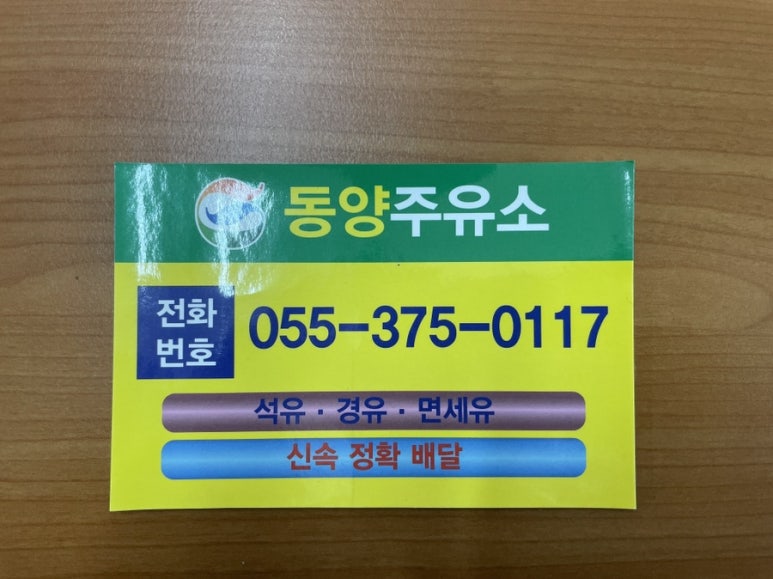 동양주유소
전화
번호
055-375-0117
석유 · 경유 · 면세유
신속 정확 배달